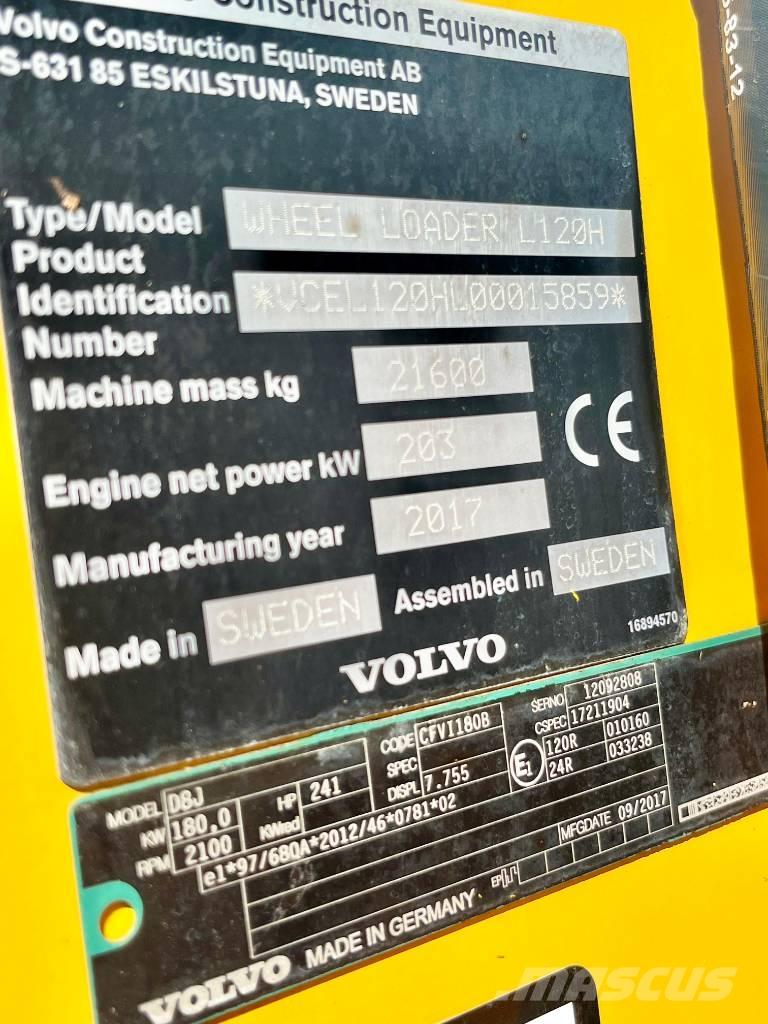 Construction Equipment
Volvo Construction Equipment AB
S-631 85 ESKILSTUNA, SWEDEN
Type/Model WHEEL LOADER L120H
Product
Identification *VCEL120HL00015859*
Number
Machine mass kg 21600
Engine net power kW 203
CE
Manufacturing year 2017
Made in SWEDEN Assembled in SWEDEN
VOLVO 16894570
MODEL D8J HP 241 CODE CFVI180B SERNO 12092808
KW 180,0 KWred SPEC CSPEC 17211904
RPM 2100 DISPL 7.755 E1 120R 010160
24R 033238
e1*97/680A*2012/46*0781*02
MFGDATE 09/2017
VOLVO MADE IN GERMANY EP
MASCUS